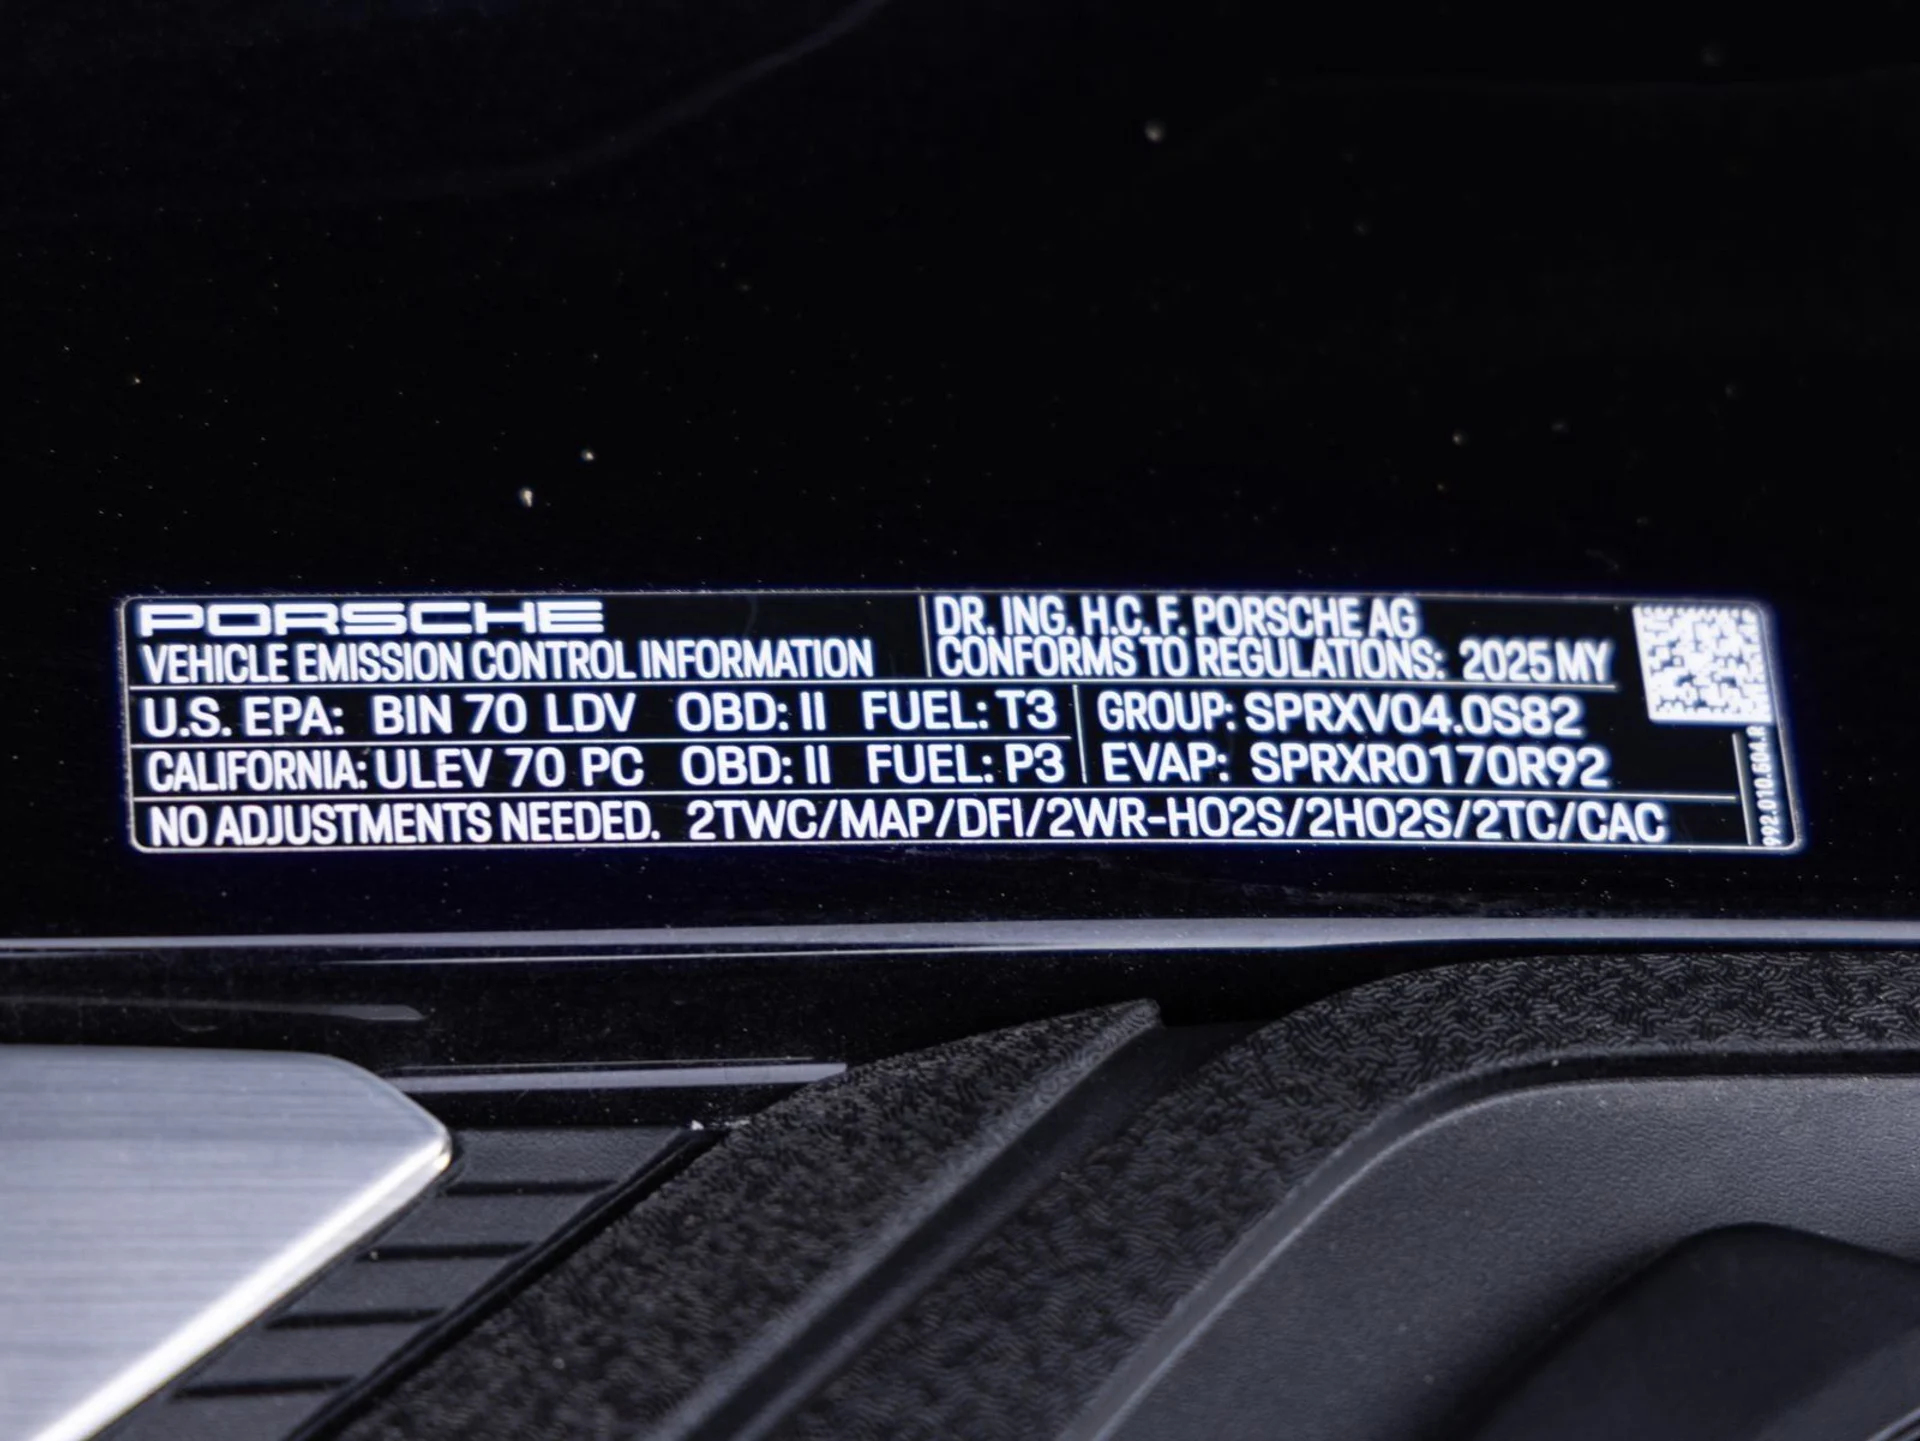 PORSCHE
VEHICLE EMISSION CONTROL INFORMATION
DR. ING. H.C. F. PORSCHE AG
CONFORMS TO REGULATIONS: 2025 MY
U.S. EPA: BIN 70 LDV OBD: II FUEL: T3
CALIFORNIA: ULEV 70 PC OBD: II FUEL: P3
GROUP: SPRXV04.0S82
EVAP: SPRXR0170R92
NO ADJUSTMENTS NEEDED. 2TWC/MAP/DFI/2WR-HO2S/2HO2S/2TC/CAC
992.010.604.R